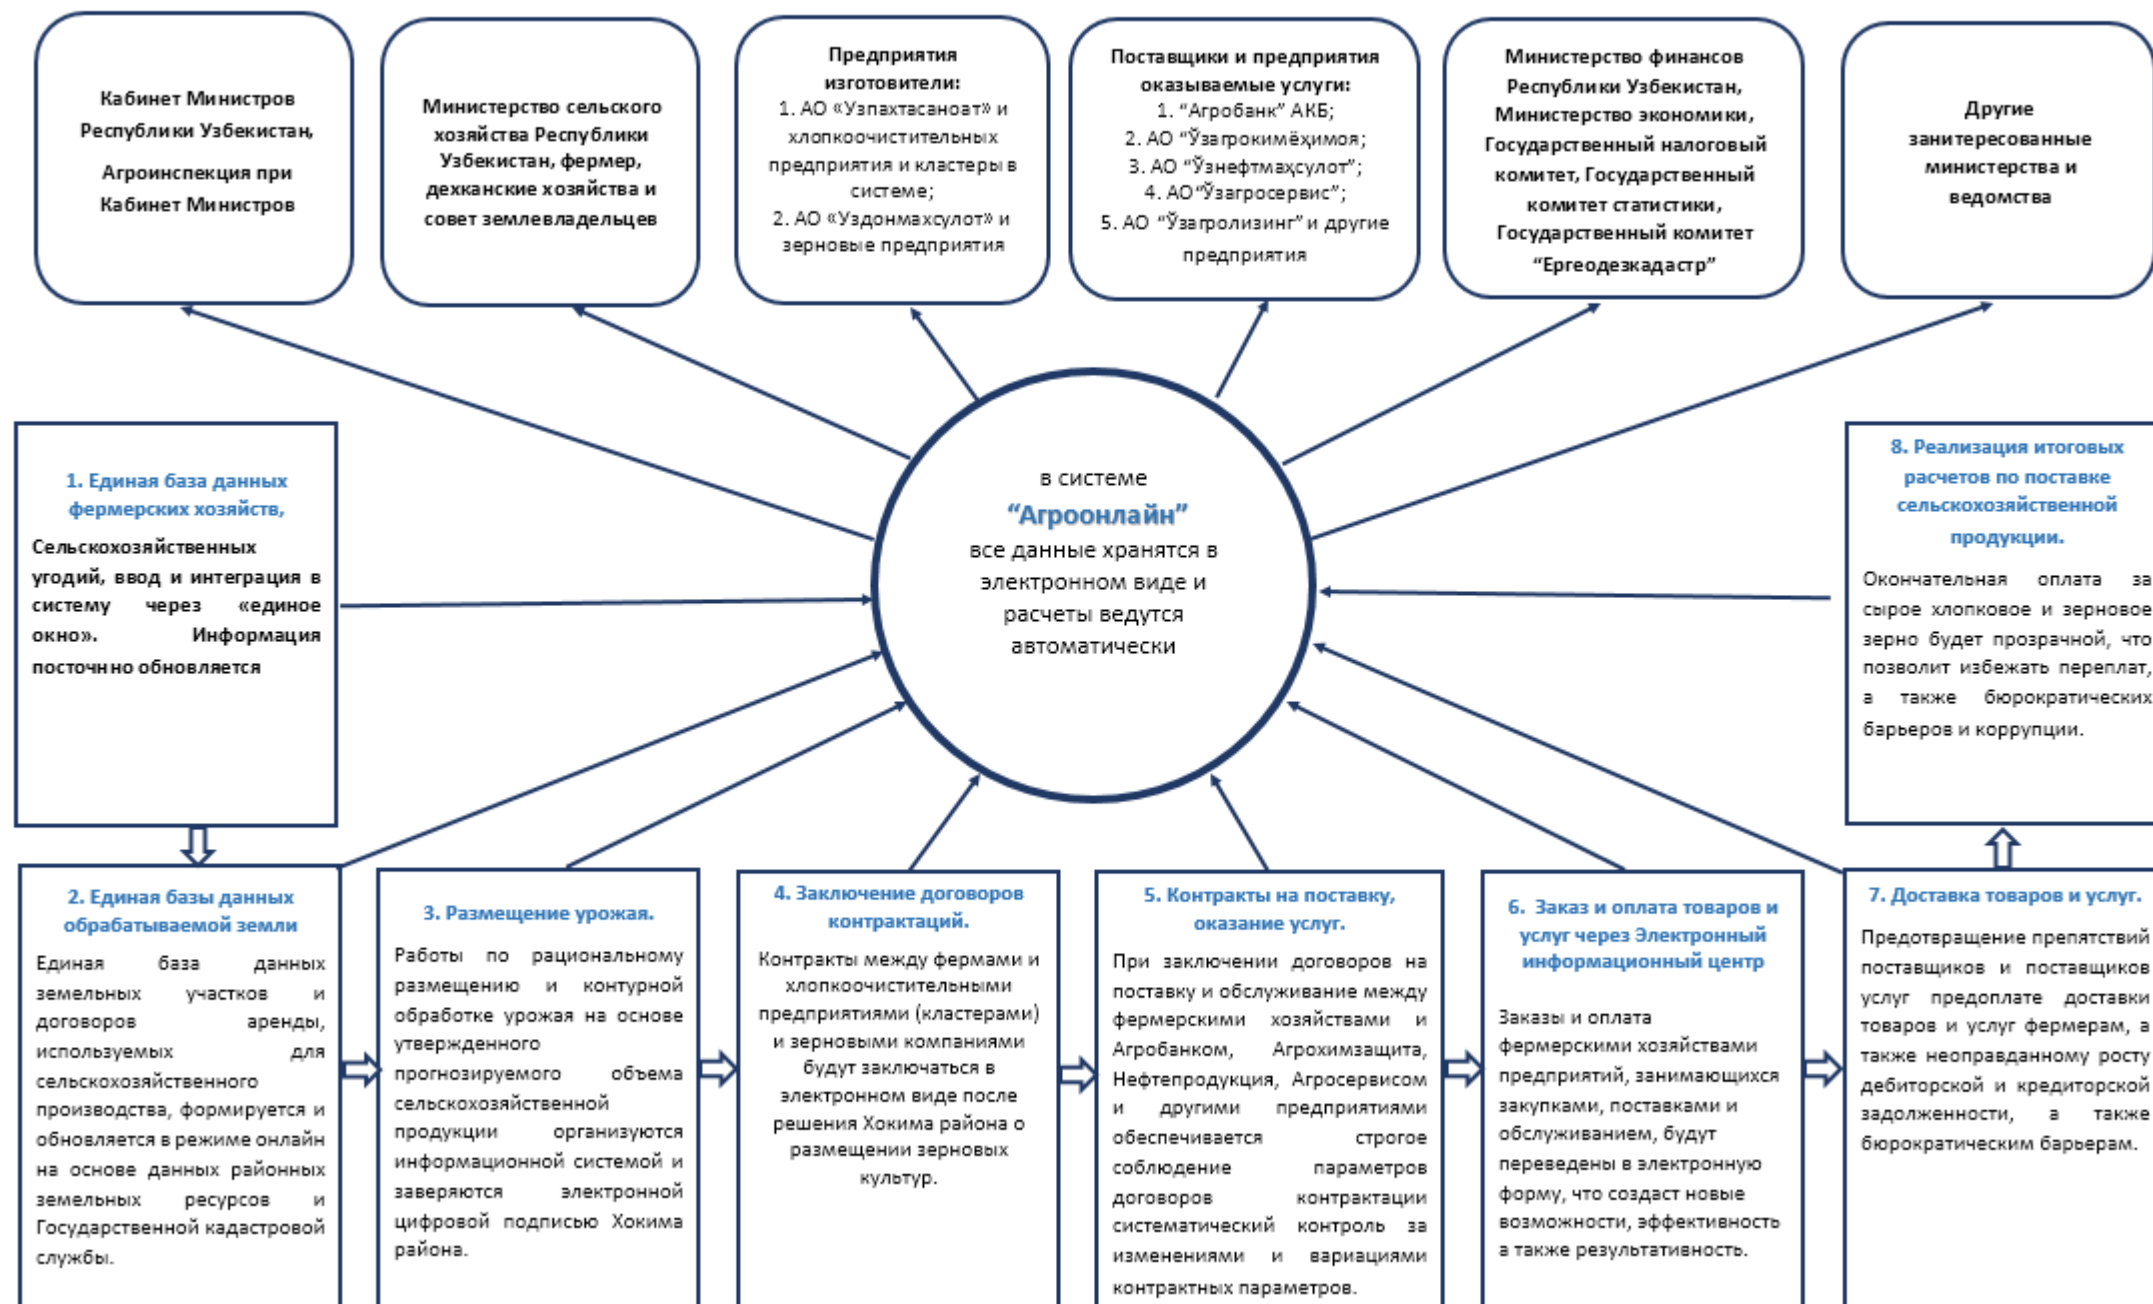 Кабинет Министров
Республики Узбекистан,
Агроинспекция при
Кабинет Министров
Министерство сельского
хозяйства Республики
Узбекистан, фермер,
дехканские хозяйства и
совет землевладельцев
Предприятия
изготовители:
1. АО «Узпахтасаноат» и
хлопкоочистительных
предприятия и кластеры в
системе;
2. АО «Уздонмахсулот» и
зерновые предприятия
Поставщики и предприятия
оказываемые услуги:
1. “Агробанк” АКБ;
2. АО “Ўзагрокимёҳимоя;
3. АО “Ўзнефтмаҳсулот”;
4. АО“Ўзагросервис”;
5. АО “Ўзагролизинг” и другие
предприятия
Министерство финансов
Республики Узбекистан,
Министерство экономики,
Государственный налоговый
комитет, Государственный
комитет статистики,
Государственный комитет
“Ергеодезкадастр”
Другие
занитересованные
министерства и
ведомства
в системе
“Агроонлайн”
все данные хранятся в
электронном виде и
расчеты ведутся
автоматически
1. Единая база данных
фермерских хозяйств,
Сельскохозяйственных
угодий, ввод и интеграция в
систему через «единое
окно». Информация
посточнно обновляется
2. Единая базы данных
обрабатываемой земли
Единая база данных
земельных участков и
договоров аренды,
используемых для
сельскохозяйственного
производства, формируется и
обновляется в режиме онлайн
на основе данных районных
земельных ресурсов и
Государственной кадастровой
службы.
3. Размещение урожая.
Работы по рациональному
размещению и контурной
обработке урожая на основе
утвержденного
прогнозируемого объема
сельскохозяйственной
продукции организуются
информационной системой и
заверяются электронной
цифровой подписью Хокима
района.
4. Заключение договоров
контрактаций.
Контракты между фермами и
хлопкоочистительными
предприятиями (кластерами)
и зерновыми компаниями
будут заключаться в
электронном виде после
решения Хокима района о
размещении зерновых
культур.
5. Контракты на поставку,
оказание услуг.
При заключении договоров на
поставку и обслуживание между
фермерскими хозяйствами и
Агробанком, Агрохимзащита,
Нефтепродукция, Агросервисом
и другими предприятиями
обеспечивается строгое
соблюдение параметров
договоров контрактации
систематический контроль за
изменениями и вариациями
контрактных параметров.
6. Заказ и оплата товаров и
услуг через Электронный
информационный центр
Заказы и оплата
фермерскими хозяйствами
предприятий, занимающихся
закупками, поставками и
обслуживанием, будут
переведены в электронную
форму, что создаст новые
возможности, эффективность
а также результативность.
7. Доставка товаров и услуг.
Предотвращение препятствий
поставщиков и поставщиков
услуг предоплате доставки
товаров и услуг фермерам, а
также неоправданному росту
дебиторской и кредиторской
задолженности, а также
бюрократическим барьерам.
8. Реализация итоговых
расчетов по поставке
сельскохозяйственной
продукции.
Окончательная оплата за
сырое хлопковое и зерновое
зерно будет прозрачной, что
позволит избежать переплат,
а также бюрократических
барьеров и коррупции.